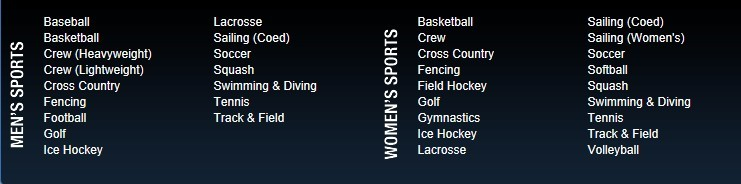 MEN'S SPORTS
Baseball
Basketball
Crew (Heavyweight)
Crew (Lightweight)
Cross Country
Fencing
Football
Golf
Ice Hockey
Lacrosse
Sailing (Coed)
Soccer
Squash
Swimming & Diving
Tennis
Track & Field
WOMEN'S SPORTS
Basketball
Crew
Cross Country
Fencing
Field Hockey
Golf
Gymnastics
Ice Hockey
Lacrosse
Sailing (Coed)
Sailing (Women's)
Soccer
Softball
Squash
Swimming & Diving
Tennis
Track & Field
Volleyball